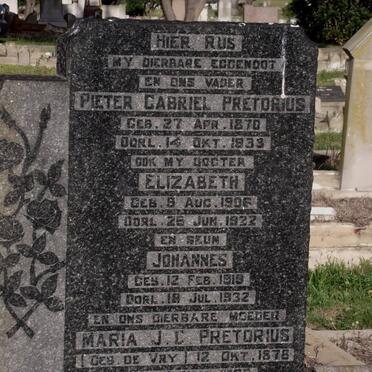 HIER RUS
MY DIERBARE EGGENOOT
EN ONS VADER
PIETER GABRIEL PRETORIUS
GEB. 27 APR. 1870
OORL. 14 OKT. 1933
OOK MY DOGTER
ELIZABETH
GEB. 9 AUG. 1906
OORL. 26 JUN. 1922
EN SEUN
JOHANNES
GEB. 12 FEB. 1919
OORL. 18 JUL. 1932
EN ONS DIERBARE MOEDER
MARIA J. C. PRETORIUS
(GEB DE VRY) 12 OKT. 1878